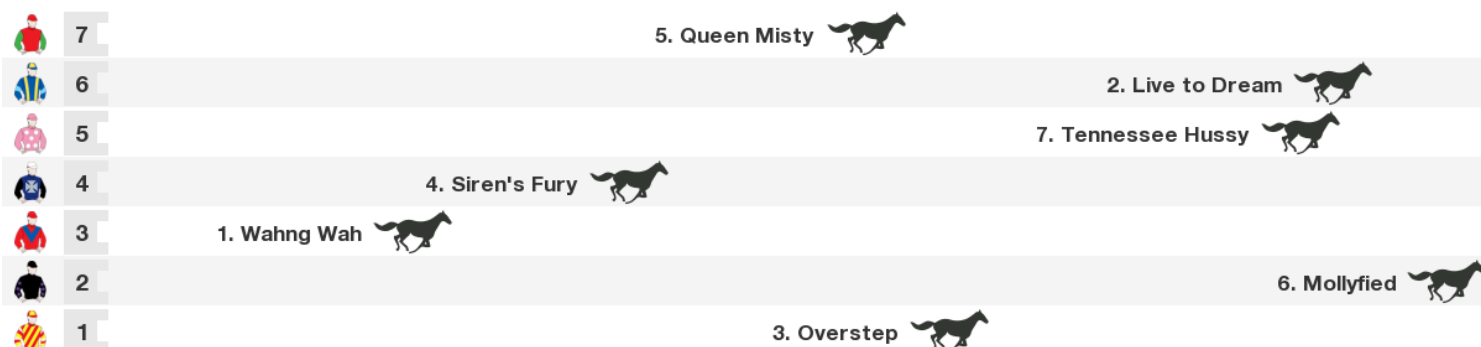 7 5. Queen Misty
6 2. Live to Dream
5 7. Tennessee Hussy
4 4. Siren's Fury
3 1. Wahng Wah
2 6. Mollyfied
1 3. Overstep